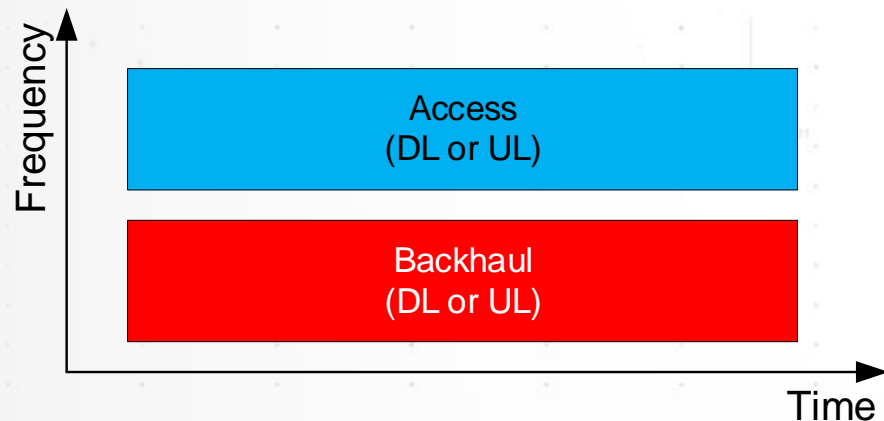 Frequency
Access
(DL or UL)
Backhaul
(DL or UL)
Time